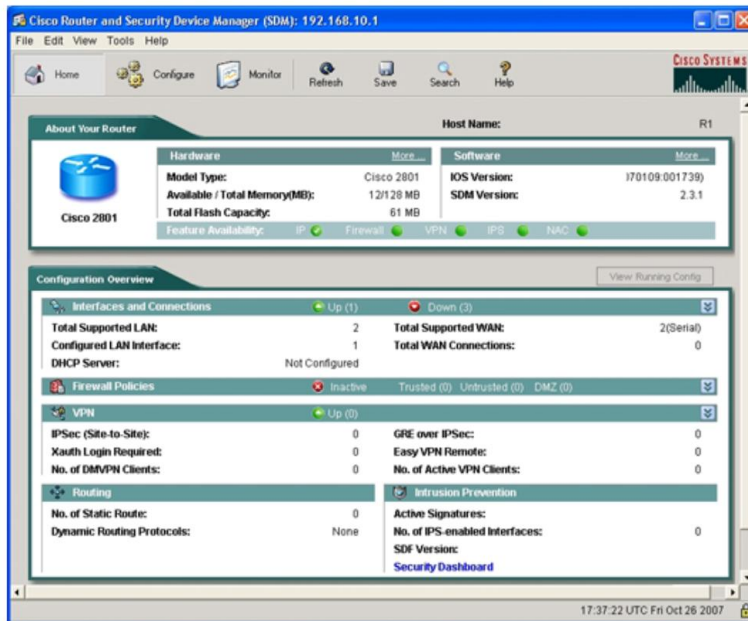 Cisco Router and Security Device Manager (SDM): 192.168.10.1
File Edit View Tools Help
Home Configure Monitor Refresh Save Search Help
CISCO SYSTEMS
About Your Router Host Name: R1
Hardware More ... Software More ...
Model Type: Cisco 2801 IOS Version: )70109:001739)
Available / Total Memory(MB): 12/128 MB SDM Version: 2.3.1
Total Flash Capacity: 61 MB
Cisco 2801
Feature Availability: IP Firewall VPN IPS NAC
Configuration Overview View Running Config
Interfaces and Connections Up (1) Down (3)
Total Supported LAN: 2 Total Supported WAN: 2(Serial)
Configured LAN Interface: 1 Total WAN Connections: 0
DHCP Server: Not Configured
Firewall Policies Inactive Trusted (0) Untrusted (0) DMZ (0)
VPN Up (0)
IPSec (Site-to-Site): 0 GRE over IPSec: 0
Xauth Login Required: 0 Easy VPN Remote: 0
No. of DMVPN Clients: 0 No. of Active VPN Clients: 0
Routing Intrusion Prevention
No. of Static Route: 0 Active Signatures:
Dynamic Routing Protocols: None No. of IPS-enabled Interfaces: 0
SDF Version:
Security Dashboard
17:37:22 UTC Fri Oct 26 2007